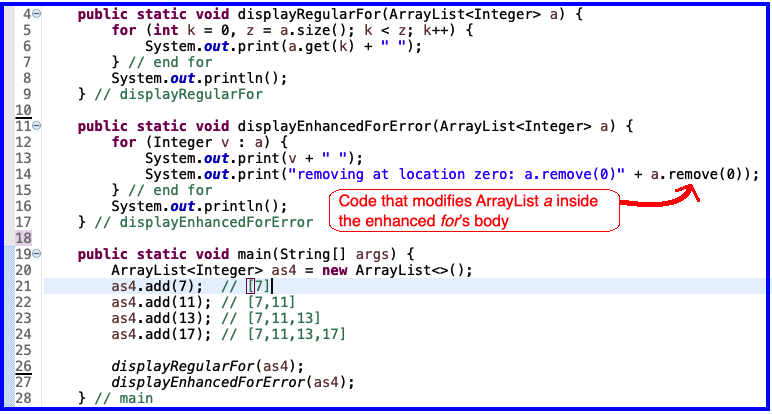 4 public static void displayRegularFor(ArrayList<Integer> a) {
5 for (int k = 0, z = a.size(); k < z; k++) {
6 System.out.print(a.get(k) + " ");
7 } // end for
8 System.out.println();
9 } // displayRegularFor
10
11 public static void displayEnhancedForError(ArrayList<Integer> a) {
12 for (Integer v : a) {
13 System.out.print(v + " ");
14 System.out.print("removing at location zero: a.remove(0)" + a.remove(0));
15 } // end for
16 System.out.println();
17 } // displayEnhancedForError
Code that modifies ArrayList a inside
the enhanced for's body
18
19 public static void main(String[] args) {
20 ArrayList<Integer> as4 = new ArrayList<>();
21 as4.add(7); // [7]
22 as4.add(11); // [7,11]
23 as4.add(13); // [7,11,13]
24 as4.add(17); // [7,11,13,17]
25
26 displayRegularFor(as4);
27 displayEnhancedForError(as4);
28 } // main